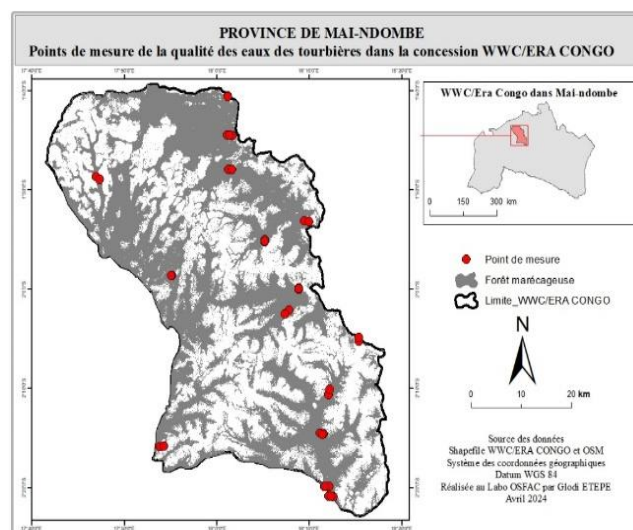 PROVINCE DE MAI-NDOMBE
Points de mesure de la qualité des eaux des tourbières dans la concession WWC/ERA CONGO
WWC/Era Congo dans Mai-ndombe
0 150 300
km
Point de mesure
Forêt marécageuse
Limite_WWC/ERA CONGO
N
0 10 20
km
Source des données
Shapefile WWC/ERA CONGO et OSM
Système des coordonnées géographiques
Datum WGS 84
Réalisée au Labo OSFAC par Glodi ETEPE
Avril 2024